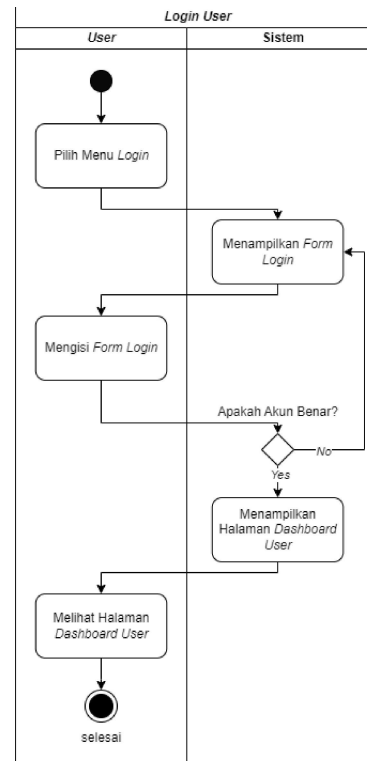 Login User
User
Sistem
Pilih Menu Login
Menampilkan Form
Login
Mengisi Form Login
Apakah Akun Benar?
No
Yes
Menampilkan
Halaman Dashboard
User
Melihat Halaman
Dashboard User
selesai